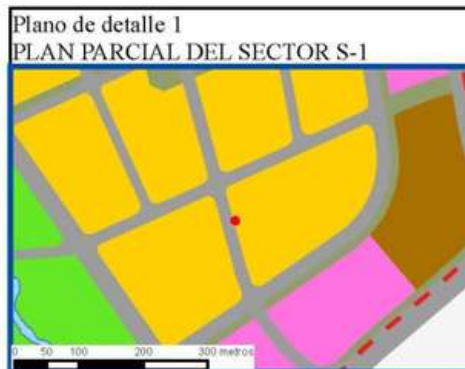 Plano de detalle 1
PLAN PARCIAL DEL SECTOR S-1
0 50 100 200 300 metros